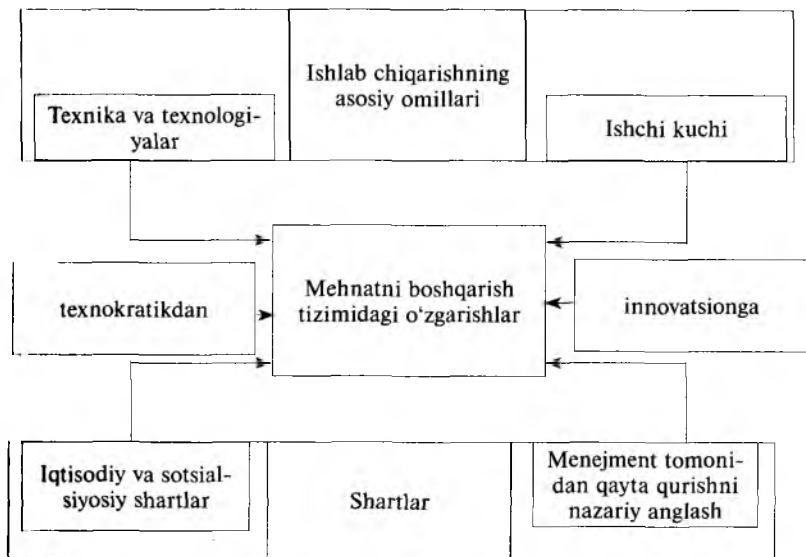 Ishlab chiqarishning
asosiy omillari
Texnika va texnologi-
yalar
Ishchi kuchi
texnokratikdan
Mehnatni boshqarish
tizimidagi o‘zgarishlar
innovatsionga
Iqtisodiy va sotsial-
siyosiy shartlar
Shartlar
Menejment tomoni-
dan qayta qurishni
nazariy anglash